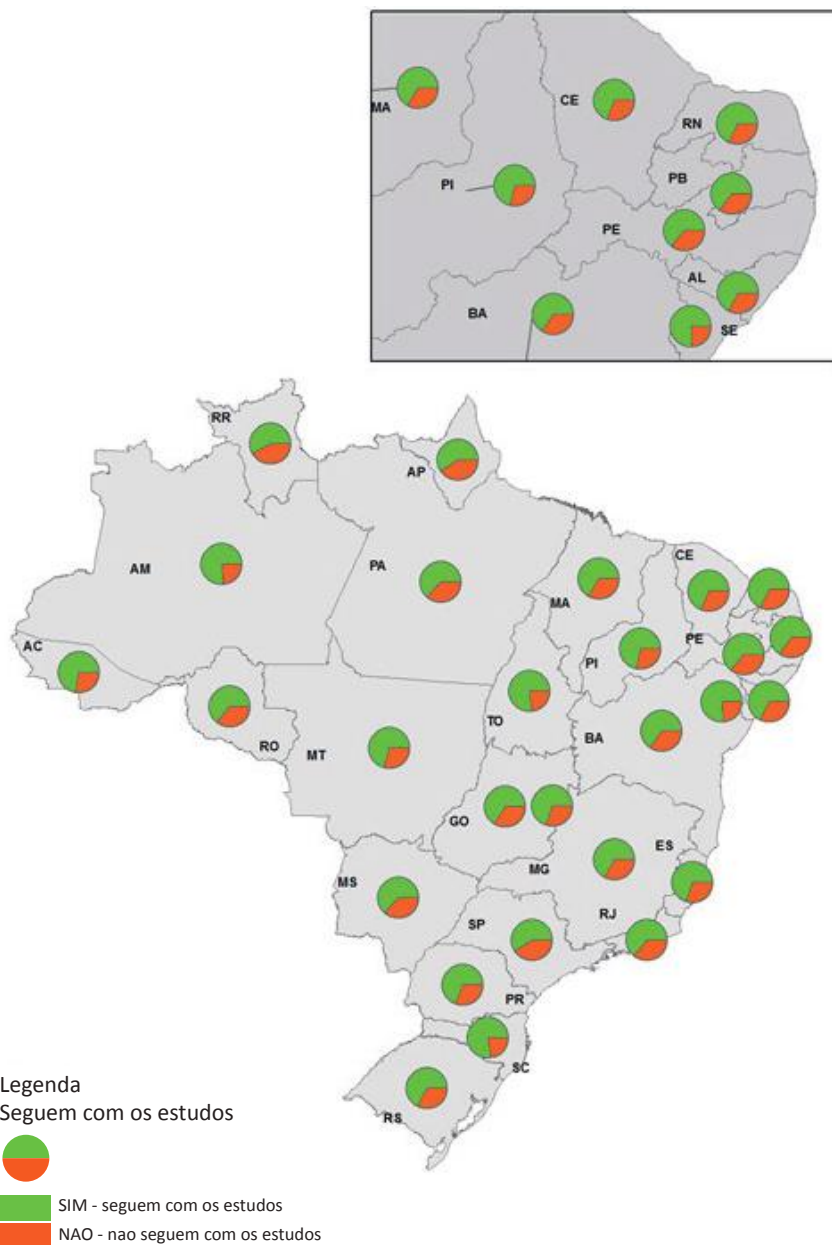 MA
CE
RN
PI
PB
PE
AL
BA
SE
RR
AP
AM
PA
CE
MA
AC
PI
PE
TO
RO
MT
BA
GO
MS
MG
ES
SP
RJ
PR
SC
RS
Legenda
Seguem com os estudos
SIM - seguem com os estudos
NAO - nao seguem com os estudos